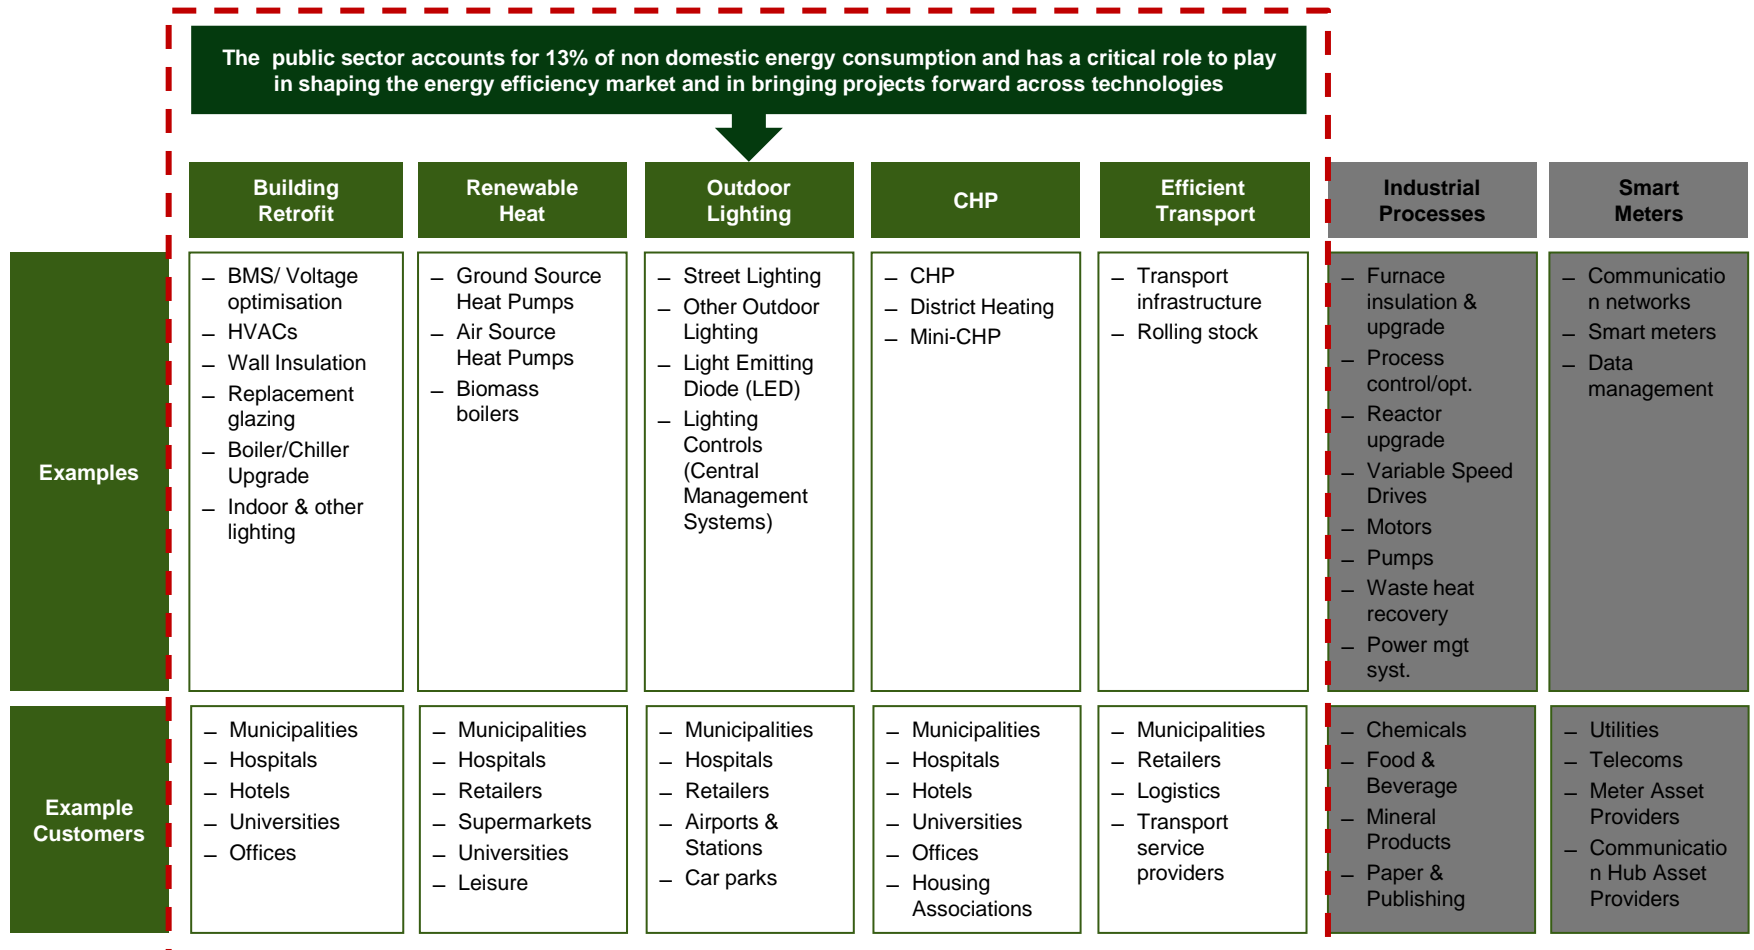 The public sector accounts for 13% of non domestic energy consumption and has a critical role to play
in shaping the energy efficiency market and in bringing projects forward across technologies
Building
Retrofit
Renewable
Heat
Outdoor
Lighting
CHP
Efficient
Transport
Industrial
Processes
Smart
Meters
Examples
– BMS/ Voltage
optimisation
– HVACs
– Wall Insulation
– Replacement
glazing
– Boiler/Chiller
Upgrade
– Indoor & other
lighting
– Ground Source
Heat Pumps
– Air Source
Heat Pumps
– Biomass
boilers
– Street Lighting
– Other Outdoor
Lighting
– Light Emitting
Diode (LED)
– Lighting
Controls
(Central
Management
Systems)
– CHP
– District Heating
– Mini-CHP
– Transport
infrastructure
– Rolling stock
– Furnace
insulation &
upgrade
– Process
control/opt.
– Reactor
upgrade
– Variable Speed
Drives
– Motors
– Pumps
– Waste heat
recovery
– Power mgt
syst.
– Communicatio
n networks
– Smart meters
– Data
management
Example
Customers
– Municipalities
– Hospitals
– Hotels
– Universities
– Offices
– Municipalities
– Hospitals
– Retailers
– Supermarkets
– Universities
– Leisure
– Municipalities
– Hospitals
– Retailers
– Airports &
Stations
– Car parks
– Municipalities
– Hospitals
– Hotels
– Universities
– Offices
– Housing
Associations
– Municipalities
– Retailers
– Logistics
– Transport
service
providers
– Chemicals
– Food &
Beverage
– Mineral
Products
– Paper &
Publishing
– Utilities
– Telecoms
– Meter Asset
Providers
– Communicatio
n Hub Asset
Providers